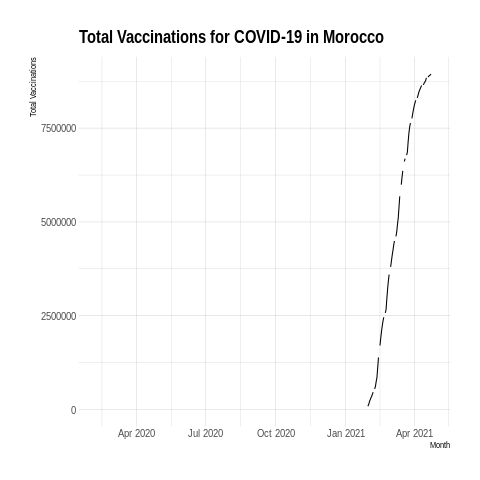 Total Vaccinations for COVID-19 in Morocco
Total Vaccinations
7500000
5000000
2500000
0
Apr 2020 Jul 2020 Oct 2020 Jan 2021 Apr 2021
Month